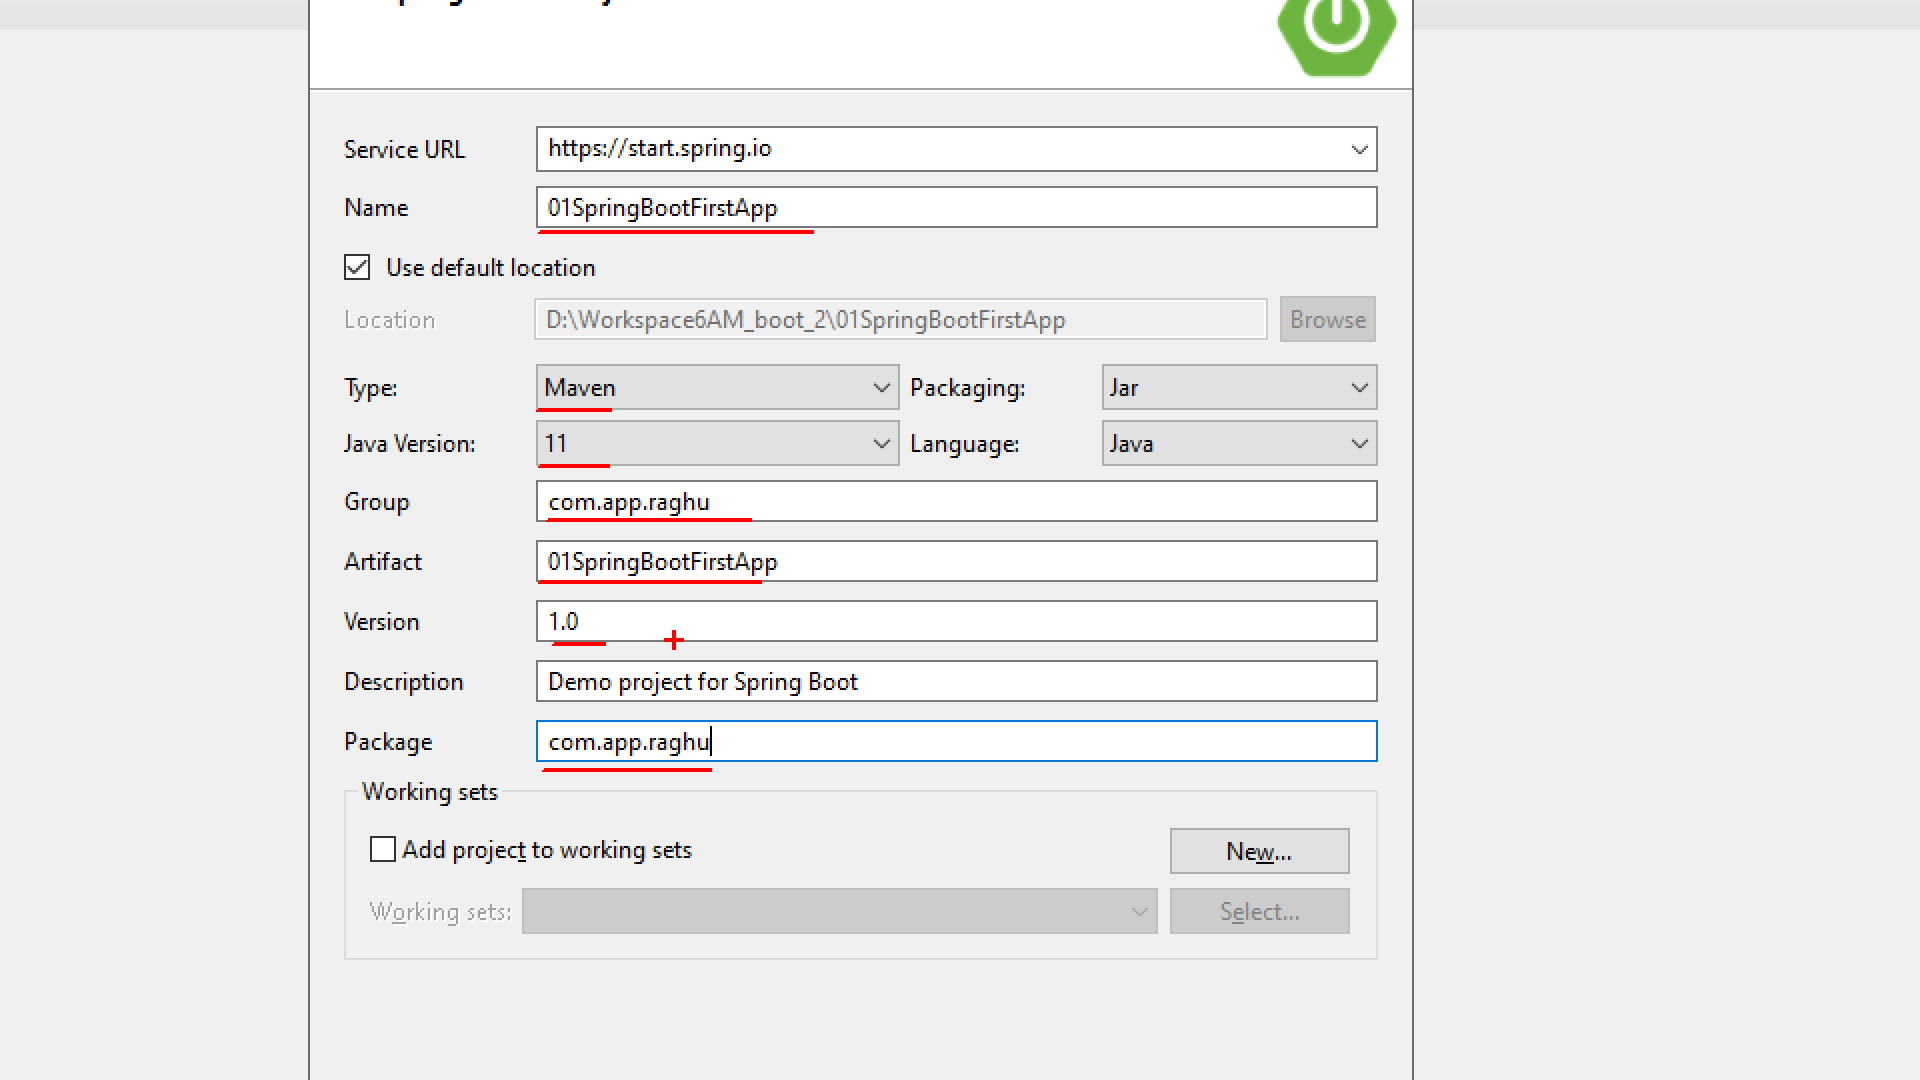 Service URL https://start.spring.io
Name 01SpringBootFirstApp
Use default location
Location D:\Workspace6AM_boot_2\01SpringBootFirstApp Browse
Type: Maven Packaging: Jar
Java Version: 11 Language: Java
Group com.app.raghu
Artifact 01SpringBootFirstApp
Version 1.0
Description Demo project for Spring Boot
Package com.app.raghu
Working sets
Add project to working sets New...
Working sets: Select...